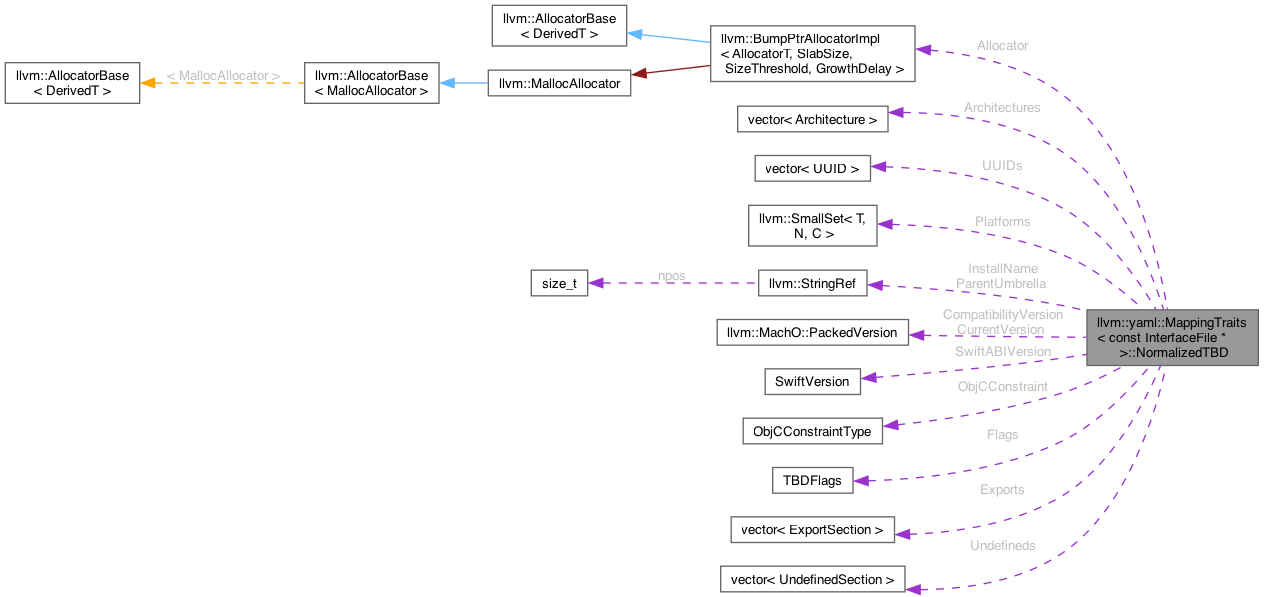 llvm::AllocatorBase
< DerivedT >
llvm::BumpPtrAllocatorImpl
< AllocatorT, SlabSize,
SizeThreshold, GrowthDelay >
Allocator
llvm::AllocatorBase
< DerivedT >
< MallocAllocator >
llvm::AllocatorBase
< MallocAllocator >
llvm::MallocAllocator
vector< Architecture >
Architectures
vector< UUID >
UUIDs
llvm::SmallSet< T,
N, C >
Platforms
size_t
npos
llvm::StringRef
InstallName
ParentUmbrella
llvm::MachO::PackedVersion
CompatibilityVersion
CurrentVersion
llvm::yaml::MappingTraits
< const InterfaceFile *
>::NormalizedTBD
SwiftVersion
SwiftABIVersion
ObjCConstraintType
ObjCConstraint
TBDFlags
Flags
vector< ExportSection >
Exports
vector< UndefinedSection >
Undefineds